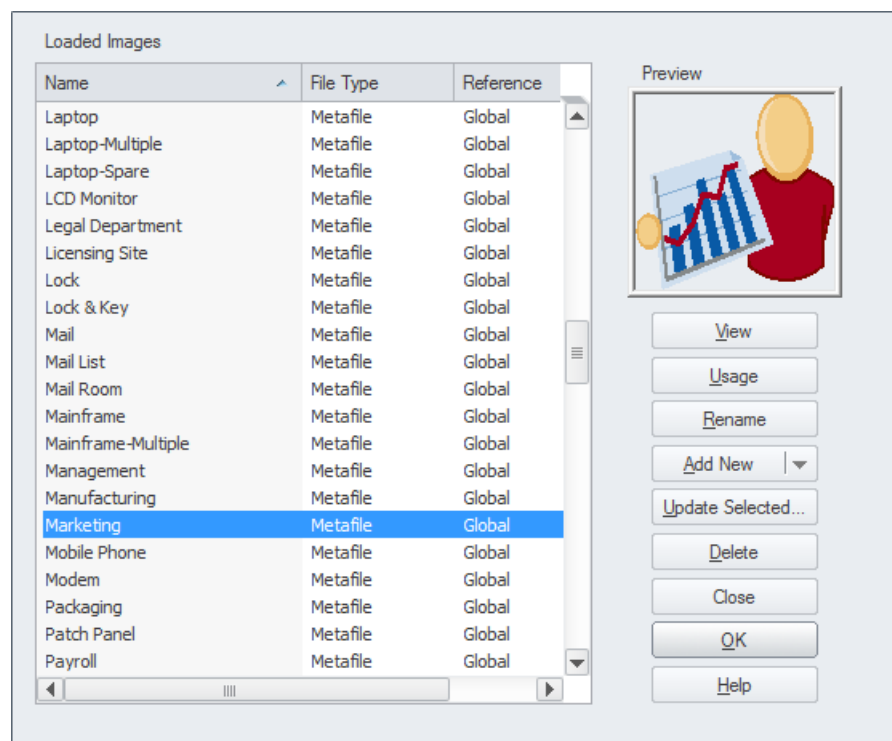 Loaded Images
Name File Type Reference
Laptop Metafile Global
Laptop-Multiple Metafile Global
Laptop-Spare Metafile Global
LCD Monitor Metafile Global
Legal Department Metafile Global
Licensing Site Metafile Global
Lock Metafile Global
Lock & Key Metafile Global
Mail Metafile Global
Mail List Metafile Global
Mail Room Metafile Global
Mainframe Metafile Global
Mainframe-Multiple Metafile Global
Management Metafile Global
Manufacturing Metafile Global
Marketing Metafile Global
Mobile Phone Metafile Global
Modem Metafile Global
Packaging Metafile Global
Patch Panel Metafile Global
Payroll Metafile Global
Preview
View
Usage
Rename
Add New
Update Selected...
Delete
Close
OK
Help